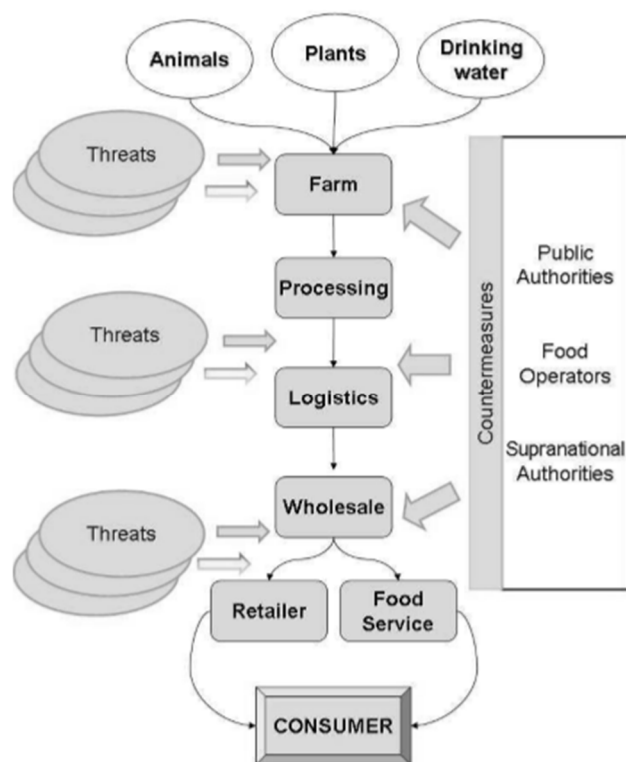 Animals
Plants
Drinking
water
Threats
Farm
Processing
Threats
Logistics
Wholesale
Threats
Retailer
Food
Service
CONSUMER
Countermeasures
Public
Authorities
Food
Operators
Supranational
Authorities